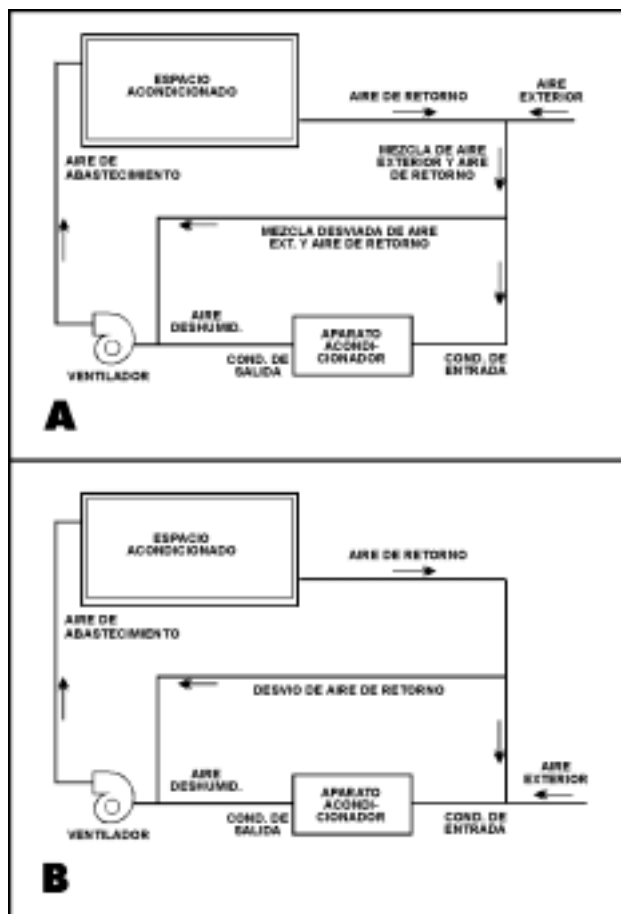 ESPACIO
ACONDICIONADO
AIRE DE RETORNO
AIRE
EXTERIOR
MEZCLA DE AIRE
EXTERIOR Y AIRE
DE RETORNO
AIRE DE
ABASTECIMIENTO
MEZCLA DESVIADA DE AIRE
EXT. Y AIRE DE RETORNO
AIRE
DESHUMID.
APARATO
ACONDI-
CIONADOR
COND. DE
SALIDA
COND. DE
ENTRADA
VENTILADOR
A
ESPACIO
ACONDICIONADO
AIRE DE RETORNO
AIRE DE
ABASTECIMIENTO
DESVIO DE AIRE DE RETORNO
AIRE
DESHUMID.
AIRE
EXTERIOR
APARATO
ACONDI-
CIONADOR
COND. DE
SALIDA
COND. DE
ENTRADA
VENTILADOR
B